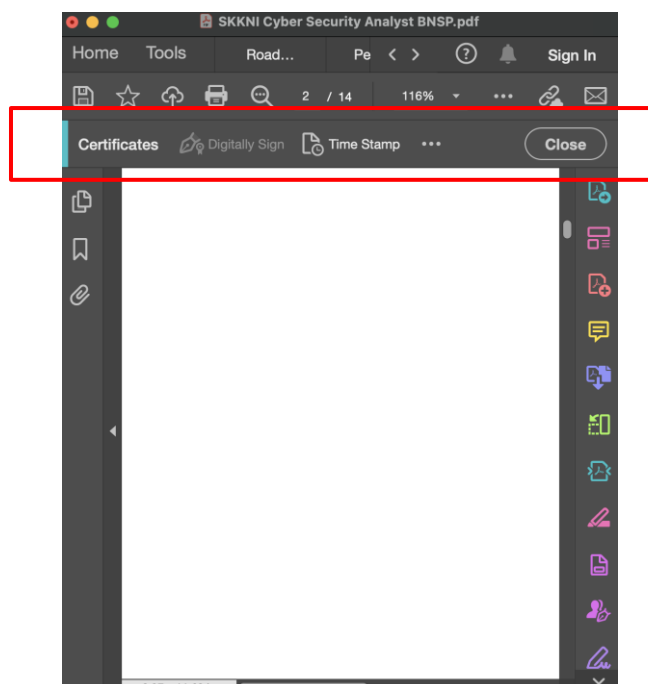 SKKNI Cyber Security Analyst BNSP.pdf
Home Tools Road... Pe < > ? Sign In
2 / 14 116% ...
Certificates Digitally Sign Time Stamp ... Close